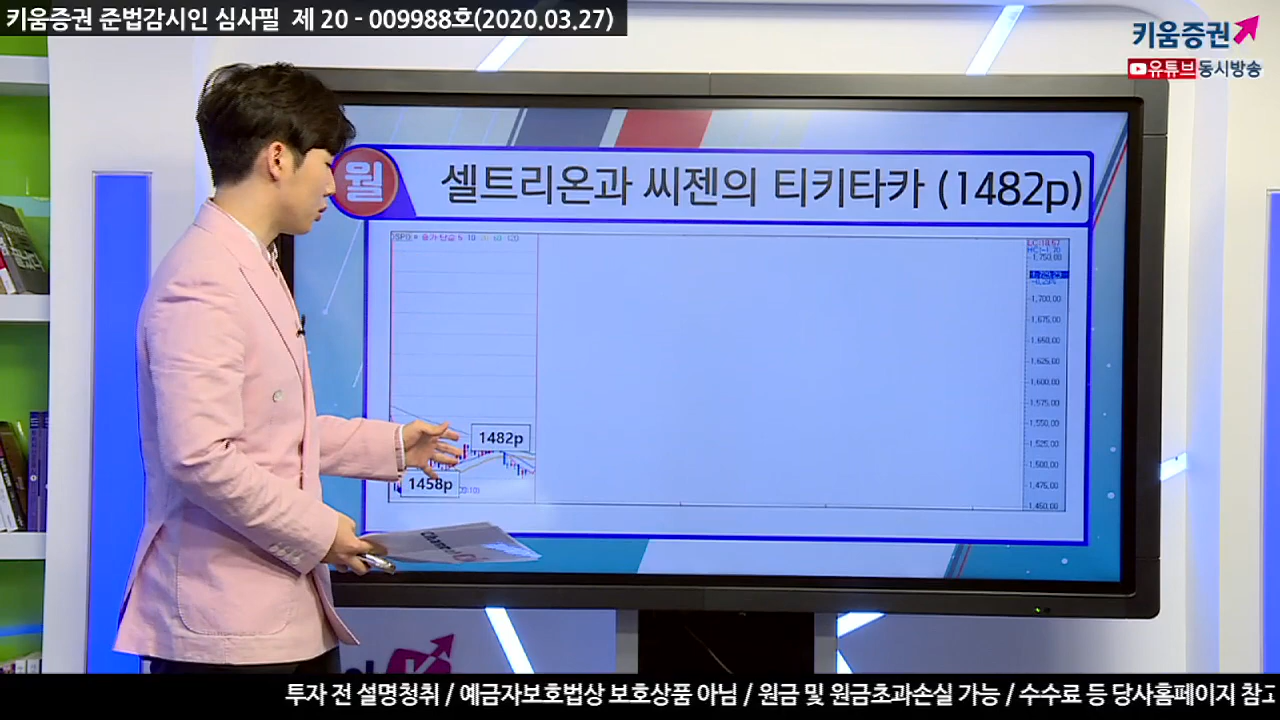 키움증권 준법감시인 심사필 제 20 - 009988호(2020.03.27)
키움증권
유튜브동시방송
월
셀트리온과 씨젠의 티키타카 (1482p)
1,750.00
1,700.00
1,675.00
1,650.00
1,625.00
1,600.00
1,575.00
1,550.00
1,525.00
1,500.00
1,475.00
1,450.00
1482p
1458p
투자 전 설명청취 / 예금자보호법상 보호상품 아님 / 원금 및 원금초과손실 가능 / 수수료 등 당사홈페이지 참고